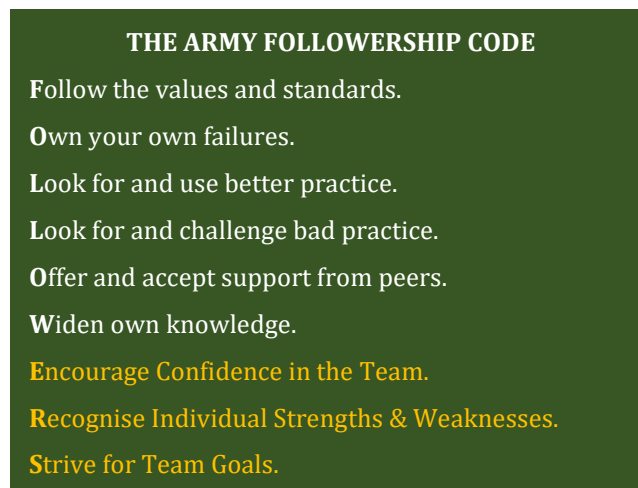 THE ARMY FOLLOWERSHIP CODE
Follow the values and standards.
Own your own failures.
Look for and use better practice.
Look for and challenge bad practice.
Offer and accept support from peers.
Widen own knowledge.
Encourage Confidence in the Team.
Recognise Individual Strengths & Weaknesses.
Strive for Team Goals.